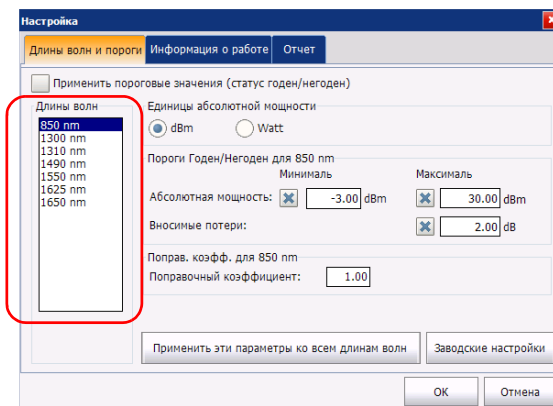 Настройка
Длины волн и пороги Информация о работе Отчет
Применить пороговые значения (статус годен/негоден)
Длины волн
850 nm
1300 nm
1310 nm
1490 nm
1550 nm
1625 nm
1650 nm
Единицы абсолютной мощности
dBm Watt
Пороги Годен/Негоден для 850 nm
Минималь Максималь
Абсолютная мощность: -3.00 dBm 30.00 dBm
Вносимые потери: 2.00 dB
Поправ. коэфф. для 850 nm
Поправочный коэффициент: 1.00
Применить эти параметры ко всем длинам волн Заводские настройки
OK Отмена